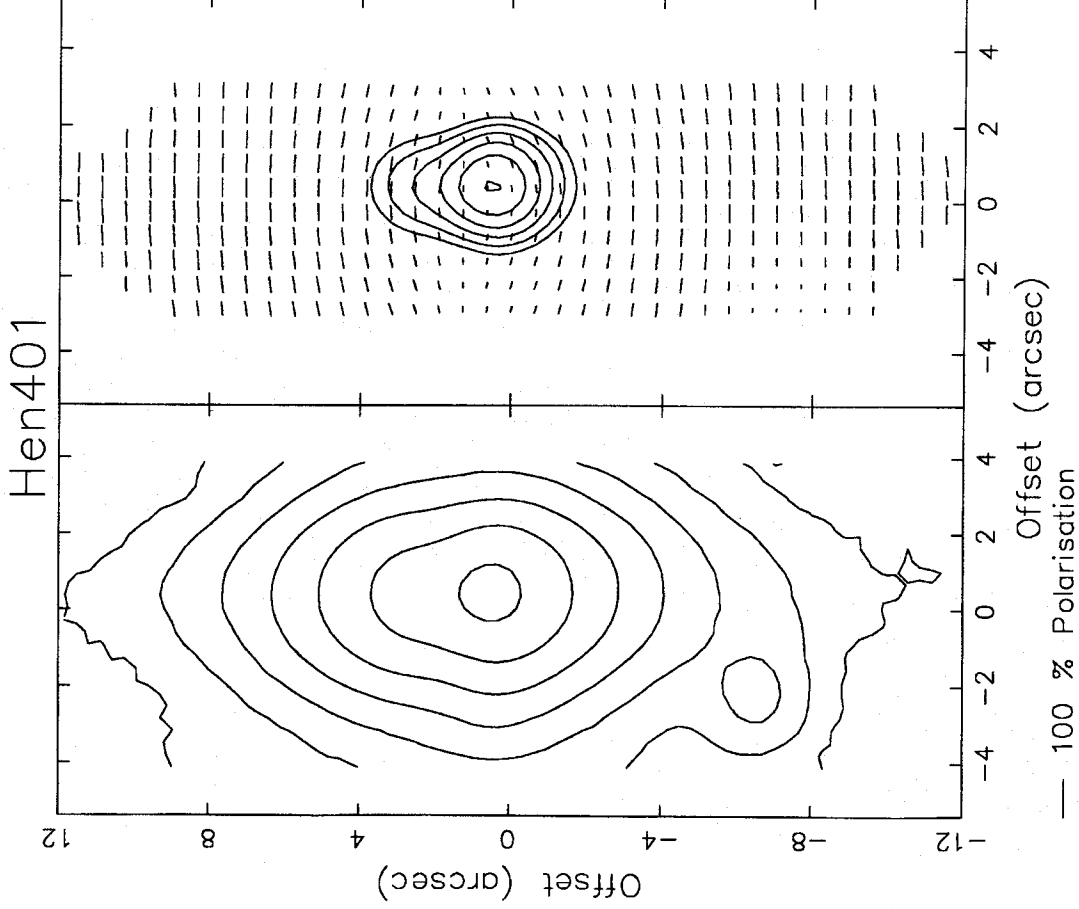 Hen401
12
8
4
0
−4
−8
−12
Offset (arcsec)
−4 −2 0 2 4
−4 −2 0 2 4
Offset (arcsec)
100 % Polarisation